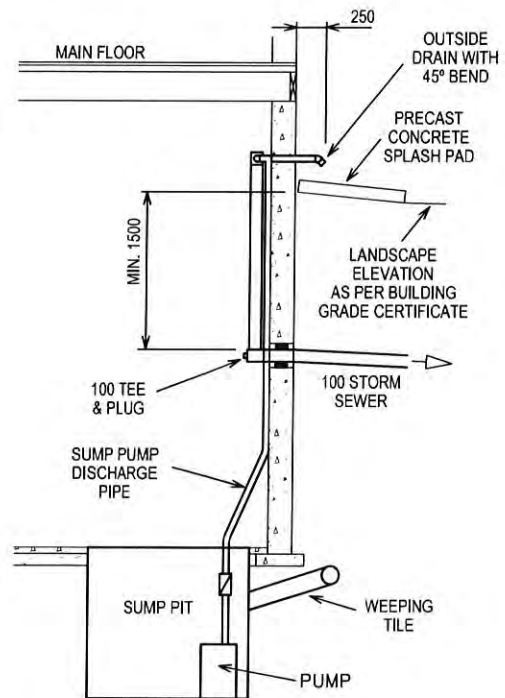 250
MAIN FLOOR
OUTSIDE
DRAIN WITH
45º BEND
PRECAST
CONCRETE
SPLASH PAD
MIN. 1500
LANDSCAPE
ELEVATION
AS PER BUILDING
GRADE CERTIFICATE
100 TEE
& PLUG
100 STORM
SEWER
SUMP PUMP
DISCHARGE
PIPE
SUMP PIT
WEEPING
TILE
PUMP